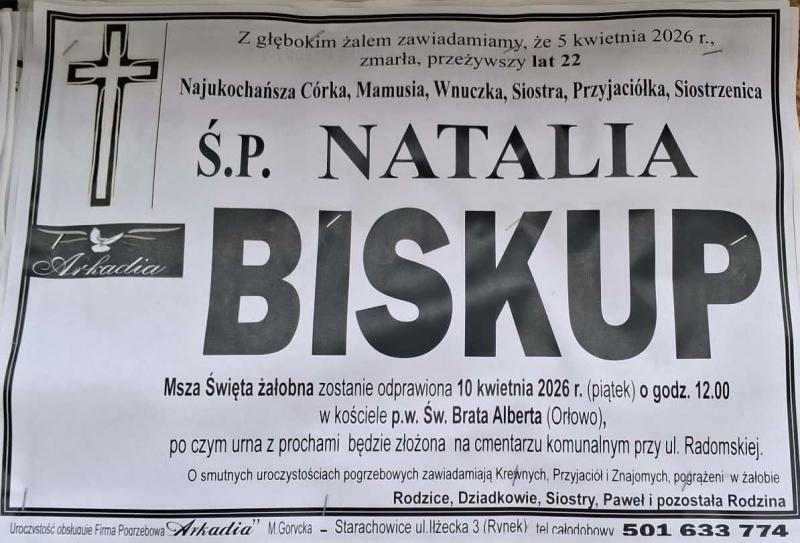 Z głębokim żalem zawiadamiamy, że 5 kwietnia 2026 r.,
zmarła, przeżywszy lat 22
Najukochańsza Córka, Mamusia, Wnuczka, Siostra, Przyjaciółka, Siostrzenica
Ś.P. NATALIA
BISKUP
Arkadia
Msza Święta żałobna zostanie odprawiona 10 kwietnia 2026 r. (piątek) o godz. 12.00
w kościele p.w. Św. Brata Alberta (Orłowo),
po czym urna z prochami będzie złożona na cmentarzu komunalnym przy ul. Radomskiej.
O smutnych uroczystościach pogrzebowych zawiadamiają Krewnych, Przyjaciół i Znajomych, pogrążeni w żałobie
Rodzice, Dziadkowie, Siostry, Paweł i pozostała Rodzina
Uroczystość obsługuje Firma Pogrzebowa "Arkadia" M.Gorycka – Starachowice ul.Iłżecka 3 (Rynek) tel całodobowy 501 633 774